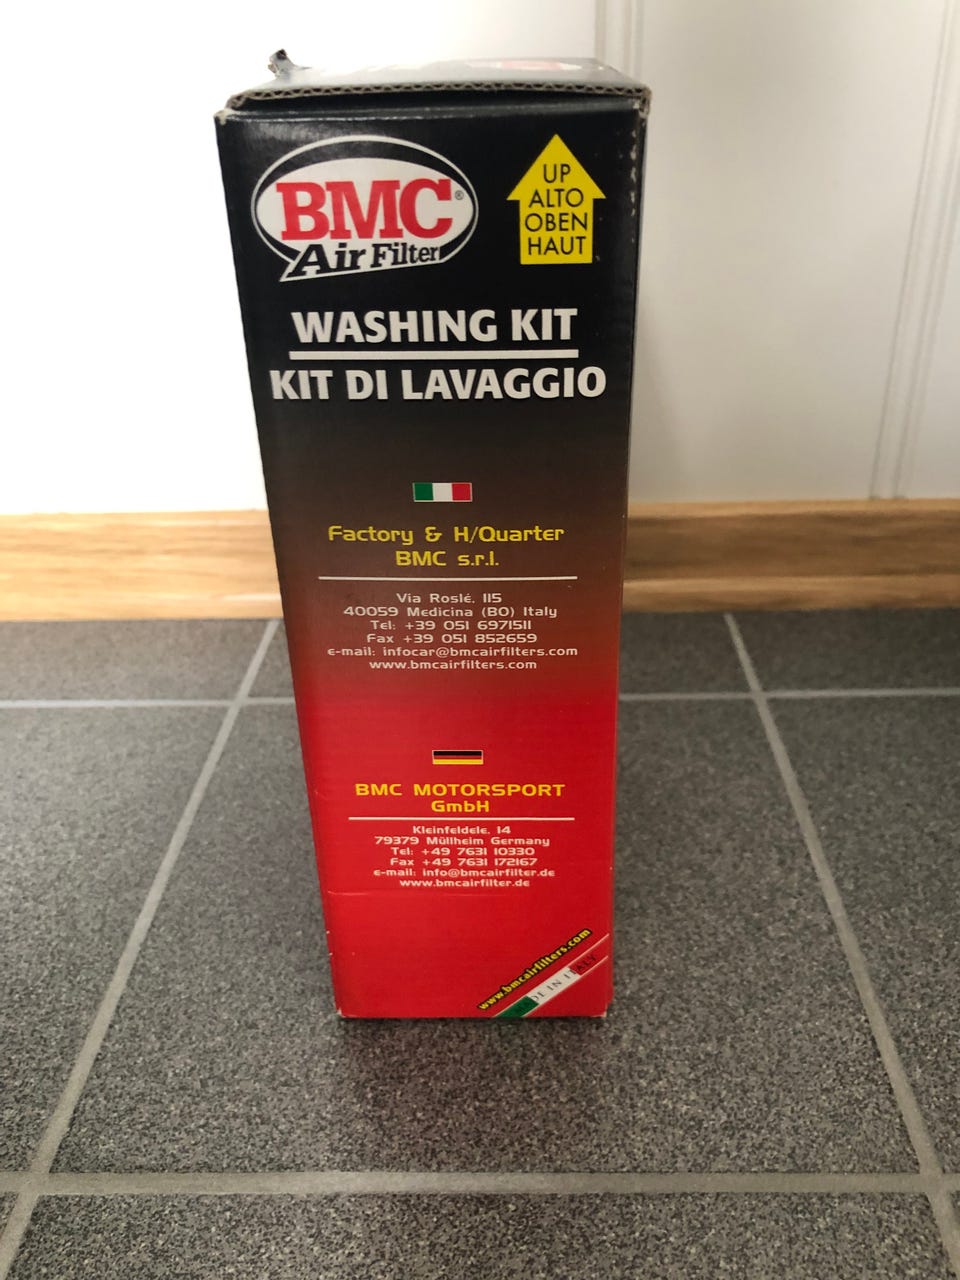 BMC®
Air Filter
UP
ALTO
OBEN
HAUT
WASHING KIT
KIT DI LAVAGGIO
Factory & H/Quarter
BMC s.r.l.
Via Roslé, 115
40059 Medicina (BO) Italy
Tel: +39 051 6971511
Fax +39 051 852659
e-mail: infocar@bmcairfilters.com
www.bmcairfilters.com
BMC MOTORSPORT
GmbH
Kleinfeldele, 14
79379 Müllheim Germany
Tel: +49 7631 10330
Fax +49 7631 172167
e-mail: info@bmcairfilter.de
www.bmcairfilter.de
www.bmcairfilters.com
MADE IN ITALY